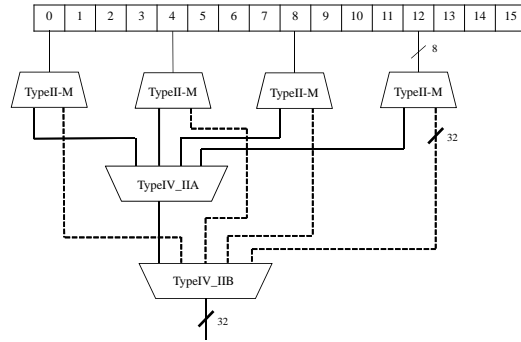 0 1 2 3 4 5 6 7 8 9 10 11 12 13 14 15
8
TypeII-M TypeII-M TypeII-M TypeII-M
32
TypeIV_IIA
TypeIV_IIB
32